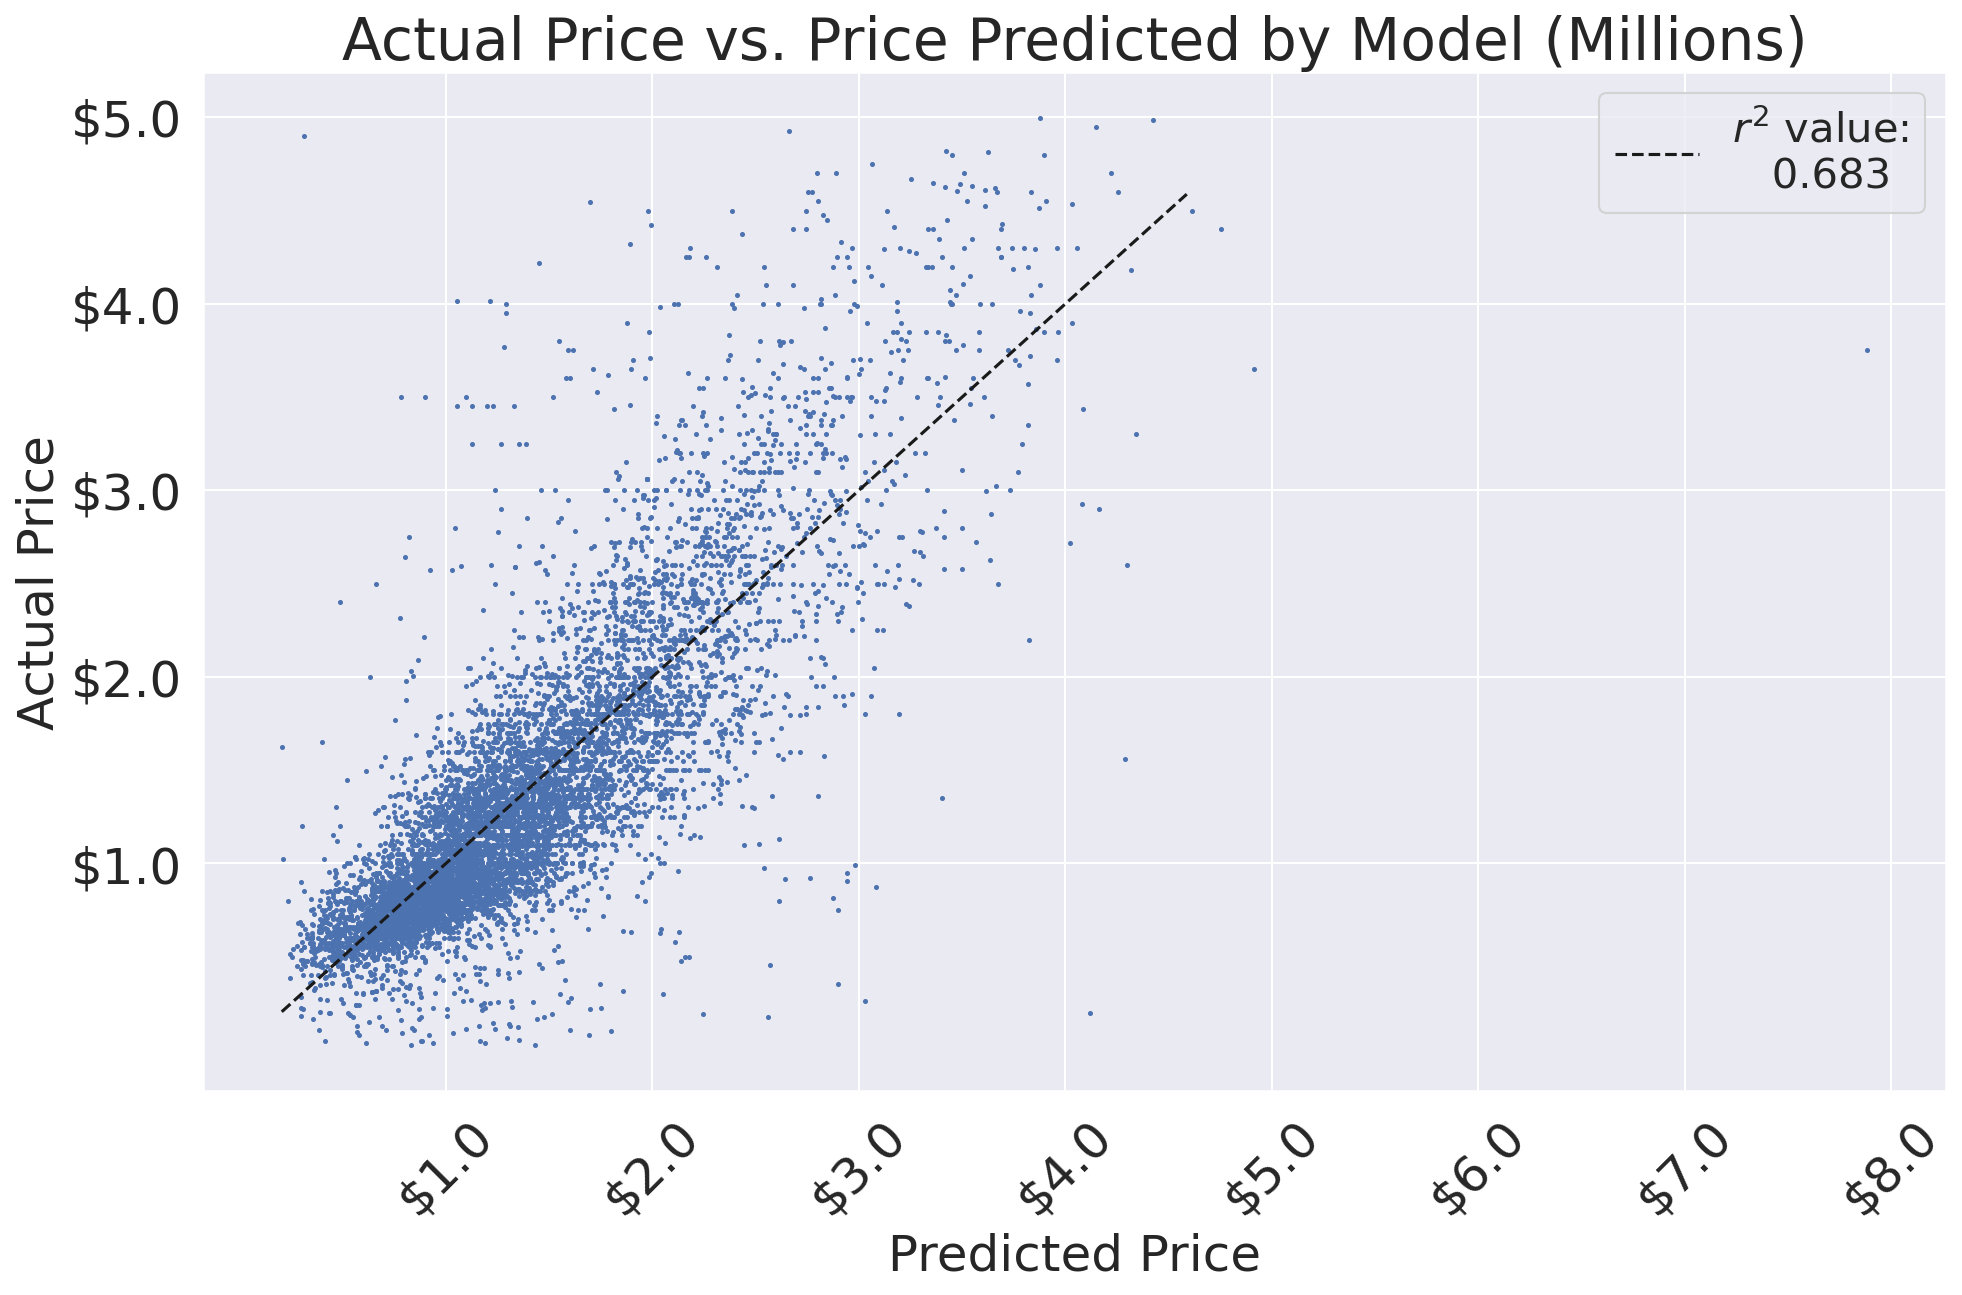 Actual Price vs. Price Predicted by Model (Millions)
r² value:
0.683
Actual Price
$5.0
$4.0
$3.0
$2.0
$1.0
$1.0 $2.0 $3.0 $4.0 $5.0 $6.0 $7.0 $8.0
Predicted Price